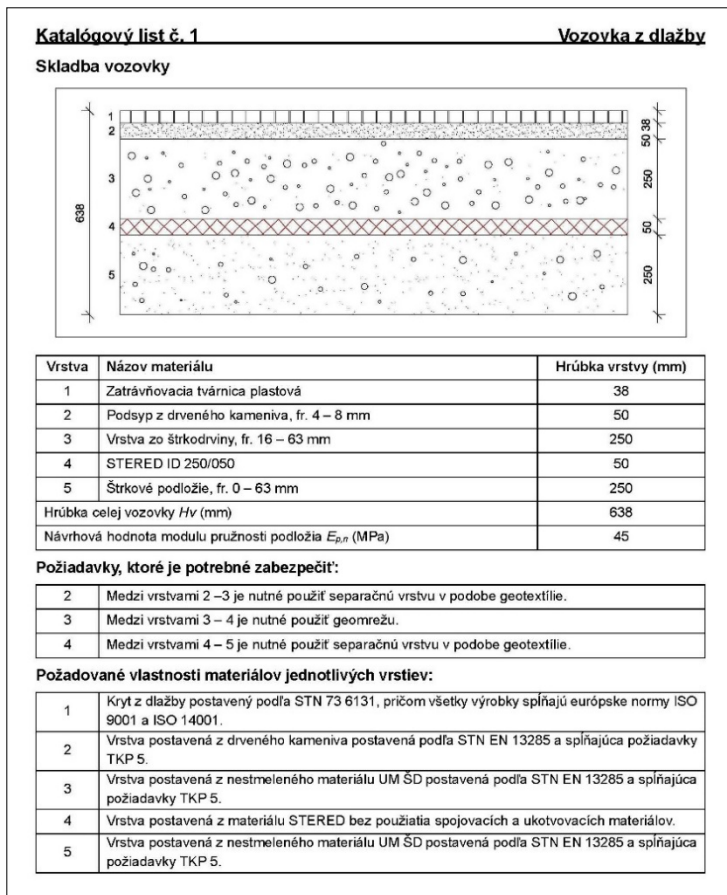 Katalógový list č. 1 Vozovka z dlažby
Skladba vozovky
1
2
3
4
5
638
38
50
250
50
250
Vrstva Názov materiálu Hrúbka vrstvy (mm)
1 Zatrávňovacia tvárnica plastová 38
2 Podsyp z drveného kameniva, fr. 4 – 8 mm 50
3 Vrstva zo štrkodrviny, fr. 16 – 63 mm 250
4 STERED ID 250/050 50
5 Štrkové podložie, fr. 0 – 63 mm 250
Hrúbka celej vozovky Hv (mm) 638
Návrhová hodnota modulu pružnosti podložia Ep,n (MPa) 45
Požiadavky, ktoré je potrebné zabezpečiť:
2 Medzi vrstvami 2 –3 je nutné použiť separačnú vrstvu v podobe geotextílie.
3 Medzi vrstvami 3 – 4 je nutné použiť geomrežu.
4 Medzi vrstvami 4 – 5 je nutné použiť separačnú vrstvu v podobe geotextílie.
Požadované vlastnosti materiálov jednotlivých vrstiev:
1 Kryt z dlažby postavený podľa STN 73 6131, pričom všetky výrobky spĺňajú európske normy ISO
9001 a ISO 14001.
2 Vrstva postavená z drveného kameniva postavená podľa STN EN 13285 a spĺňajúca požiadavky
TKP 5.
3 Vrstva postavená z nestmeleného materiálu UM ŠD postavená podľa STN EN 13285 a spĺňajúca
požiadavky TKP 5.
4 Vrstva postavená z materiálu STERED bez použiatia spojovacích a ukotvovacích materiálov.
5 Vrstva postavená z nestmeleného materiálu UM ŠD postavená podľa STN EN 13285 a spĺňajúca
požiadavky TKP 5.